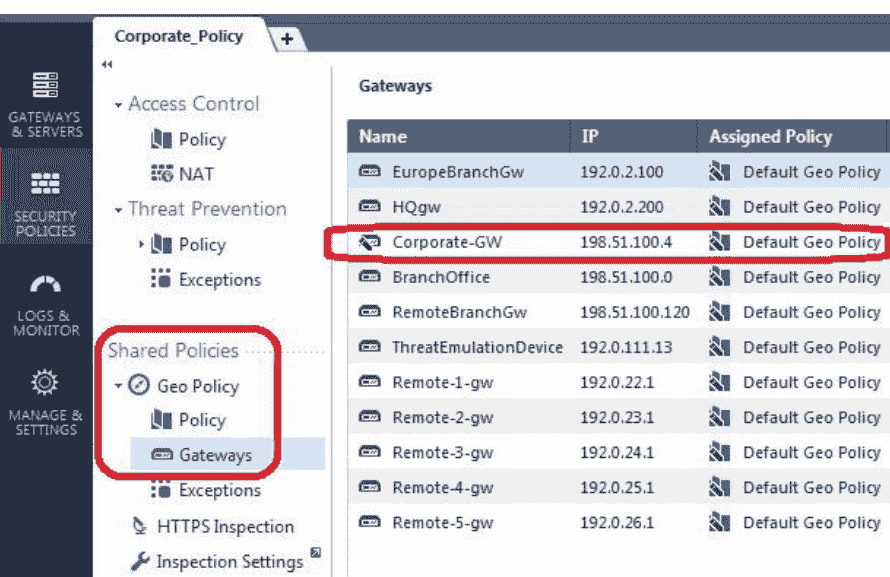 Corporate_Policy
+
GATEWAYS
& SERVERS
SECURITY
POLICIES
LOGS &
MONITOR
MANAGE &
SETTINGS
Access Control
Policy
NAT
Threat Prevention
Policy
Exceptions
Shared Policies
Geo Policy
Policy
Gateways
Exceptions
HTTPS Inspection
Inspection Settings
Gateways
Name IP Assigned Policy
EuropeBranchGw 192.0.2.100 Default Geo Policy
HQgw 192.0.2.200 Default Geo Policy
Corporate-GW 198.51.100.4 Default Geo Policy
BranchOffice 198.51.100.0 Default Geo Policy
RemoteBranchGw 198.51.100.120 Default Geo Policy
ThreatEmulationDevice 192.0.111.13 Default Geo Policy
Remote-1-gw 192.0.22.1 Default Geo Policy
Remote-2-gw 192.0.23.1 Default Geo Policy
Remote-3-gw 192.0.24.1 Default Geo Policy
Remote-4-gw 192.0.25.1 Default Geo Policy
Remote-5-gw 192.0.26.1 Default Geo Policy